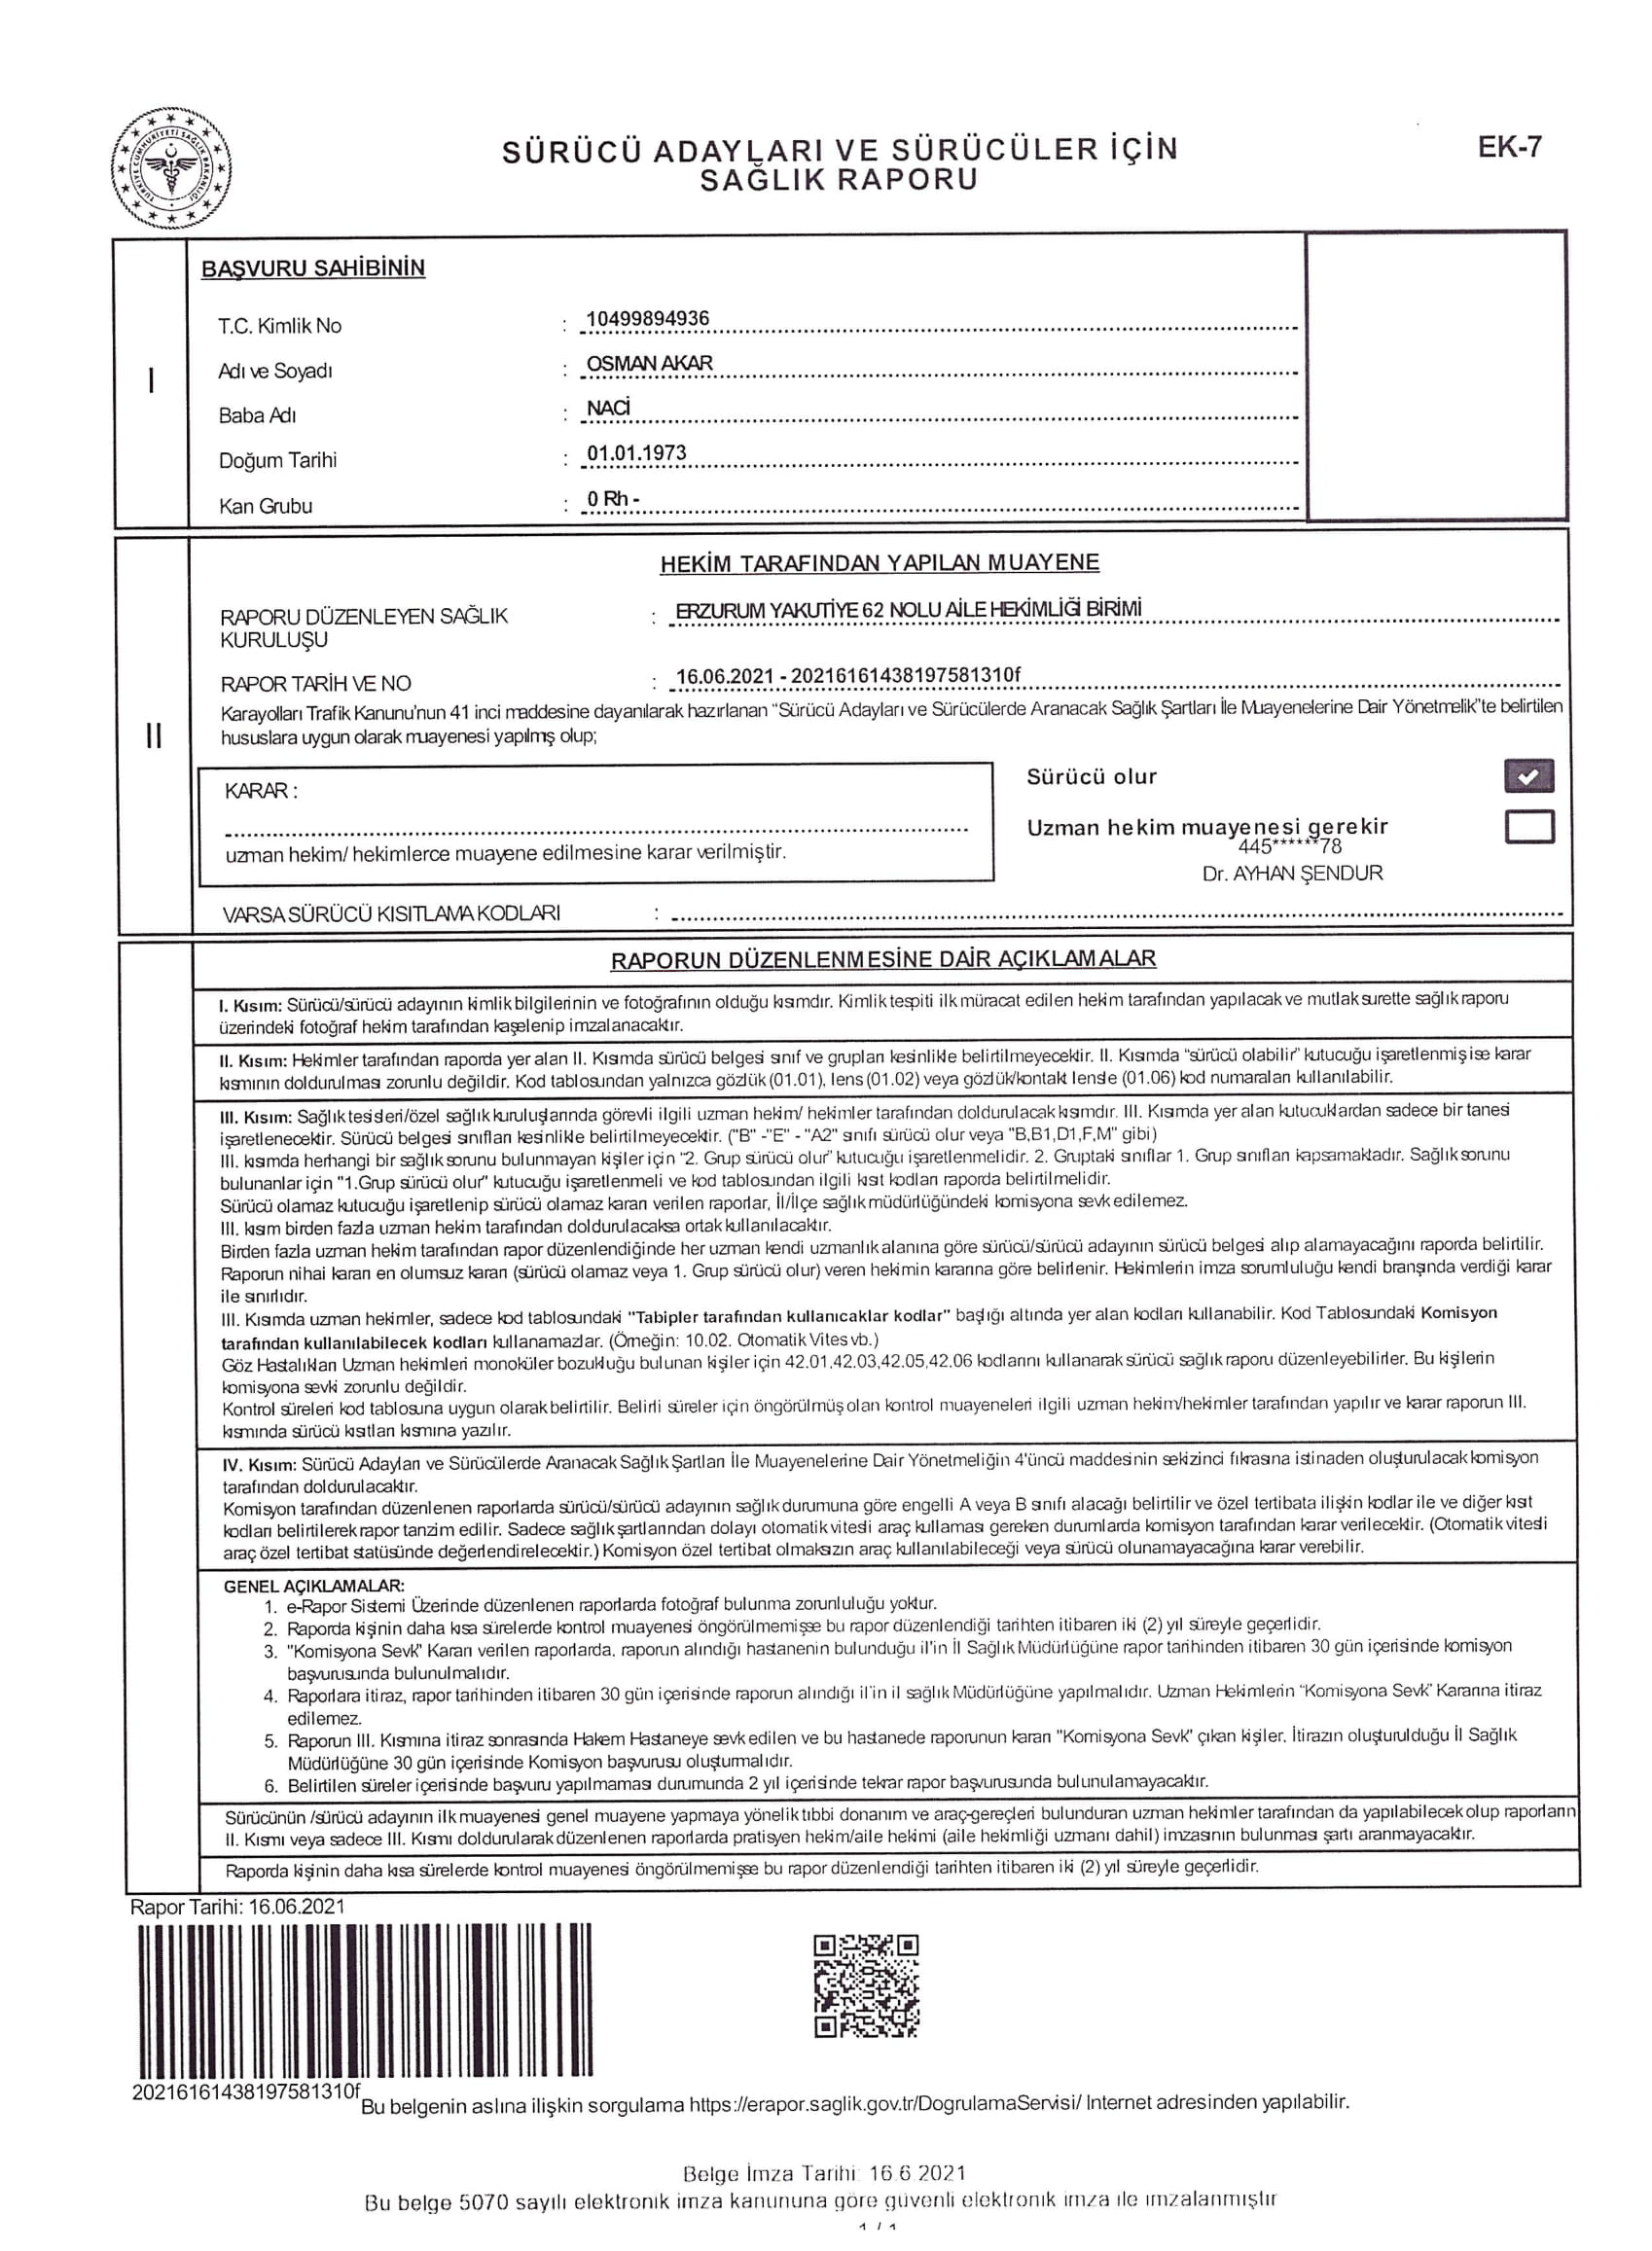 TÜRKİYE CUMHURİYETİ SAĞLIK BAKANLIĞI
SÜRÜCÜ ADAYLARI VE SÜRÜCÜLER İÇİN
SAĞLIK RAPORU
EK-7
I
BAŞVURU SAHİBİNİN
T.C. Kimlik No : 10499894936
Adı ve Soyadı : OSMAN AKAR
Baba Adı : NACİ
Doğum Tarihi : 01.01.1973
Kan Grubu : 0 Rh -
II
HEKİM TARAFINDAN YAPILAN MUAYENE
RAPORU DÜZENLEYEN SAĞLIK : ERZURUM YAKUTİYE 62 NOLU AİLE HEKİMLİĞİ BİRİMİ
KURULUŞU
RAPOR TARİH VE NO : 16.06.2021 - 20216161438197581310f
Karayolları Trafik Kanunu'nun 41 inci maddesine dayanılarak hazırlanan "Sürücü Adayları ve Sürücülerde Aranacak Sağlık Şartları İle Muayenelerine Dair Yönetmelik"te belirtilen
hususlara uygun olarak muayenesi yapılmış olup;
KARAR :
uzman hekim/ hekimlerce muayene edilmesine karar verilmiştir.
Sürücü olur
Uzman hekim muayenesi gerekir
445******78
Dr. AYHAN ŞENDUR
VARSA SÜRÜCÜ KISITLAMA KODLARI :
RAPORUN DÜZENLENMESİNE DAİR AÇIKLAMALAR
I. Kısım: Sürücü/sürücü adayının kimlik bilgilerinin ve fotoğrafının olduğu kısımdır. Kimlik tespiti ilk müracat edilen hekim tarafından yapılacak ve mutlak surette sağlık raporu
üzerindeki fotoğraf hekim tarafından kaşelenip imzalanacaktır.
II. Kısım: Hekimler tarafından raporda yer alan II. Kısımda sürücü belgesi sınıf ve grupları kesinlikle belirtilmeyecektir. II. Kısımda "sürücü olabilir" kutucuğu işaretlenmiş ise karar
kısmının doldurulması zorunlu değildir. Kod tablosundan yalnızca gözlük (01.01), lens (01.02) veya gözlük/kontakt lensle (01.06) kod numaraları kullanılabilir.
III. Kısım: Sağlık tesisleri/özel sağlık kuruluşlarında görevli ilgili uzman hekim/ hekimler tarafından doldurulacak kısımdır. III. Kısımda yer alan kutucuklardan sadece bir tanesi
işaretlenecektir. Sürücü belgesi sınıfları kesinlikle belirtilmeyecektir. ("B" -"E" - "A2" sınıfı sürücü olur veya "B,B1,D1,F,M" gibi)
III. kısımda herhangi bir sağlık sorunu bulunmayan kişiler için "2. Grup sürücü olur" kutucuğu işaretlenmelidir. 2. Gruptaki sınıflar 1. Grup sınıfları kapsamaktadır. Sağlık sorunu
bulunanlar için "1.Grup sürücü olur" kutucuğu işaretlenmeli ve kod tablosundan ilgili kısıt kodları raporda belirtilmelidir.
Sürücü olamaz kutucuğu işaretlenip sürücü olamaz kararı verilen raporlar, İl/İlçe sağlık müdürlüğündeki komisyona sevk edilemez.
III. kısım birden fazla uzman hekim tarafından doldurulacaksa ortak kullanılacaktır.
Birden fazla uzman hekim tarafından rapor düzenlendiğinde her uzman kendi uzmanlık alanına göre sürücü/sürücü adayının sürücü belgesi alıp alamayacağını raporda belirtilir.
Raporun nihai kararı en olumsuz kararı (sürücü olamaz veya 1. Grup sürücü olur) veren hekimin kararına göre belirlenir. Hekimlerin imza sorumluluğu kendi branşında verdiği karar
ile sınırlıdır.
III. Kısımda uzman hekimler, sadece kod tablosundaki "Tabipler tarafından kullanıcaklar kodlar" başlığı altında yer alan kodları kullanabilir. Kod Tablosundaki Komisyon
tarafından kullanılabilecek kodları kullanamazlar. (Örneğin: 10.02. Otomatik Vites vb.)
Göz Hastalıkları Uzman hekimleri monoküler bozukluğu bulunan kişiler için 42.01,42.03,42.05,42.06 kodlarını kullanarak sürücü sağlık raporu düzenleyebilirler. Bu kişilerin
komisyona sevki zorunlu değildir.
Kontrol süreleri kod tablosuna uygun olarak belirtilir. Belirli süreler için öngörülmüş olan kontrol muayeneleri ilgili uzman hekim/hekimler tarafından yapılır ve karar raporun III.
kısmında sürücü kısıtları kısmına yazılır.
IV. Kısım: Sürücü Adayları ve Sürücülerde Aranacak Sağlık Şartları İle Muayenelerine Dair Yönetmeliğin 4'üncü maddesinin sekizinci fıkrasına istinaden oluşturulacak komisyon
tarafından doldurulacaktır.
Komisyon tarafından düzenlenen raporlarda sürücü/sürücü adayının sağlık durumuna göre engelli A veya B sınıfı alacağı belirtilir ve özel tertibata ilişkin kodlar ile ve diğer kısıt
kodları belirtilerek rapor tanzim edilir. Sadece sağlık şartlarından dolayı otomatik vitesli araç kullaması gereken durumlarda komisyon tarafından karar verilecektir. (Otomatik vitesli
araç özel tertibat statüsünde değerlendirelecektir.) Komisyon özel tertibat olmaksızın araç kullanılabileceği veya sürücü olunamayacağına karar verebilir.
GENEL AÇIKLAMALAR:
1. e-Rapor Sistemi Üzerinde düzenlenen raporlarda fotoğraf bulunma zorunluluğu yoktur.
2. Raporda kişinin daha kısa sürelerde kontrol muayenesi öngörülmemişse bu rapor düzenlendiği tarihten itibaren iki (2) yıl süreyle geçerlidir.
3. "Komisyona Sevk" Kararı verilen raporlarda, raporun alındığı hastanenin bulunduğu il'in İl Sağlık Müdürlüğüne rapor tarihinden itibaren 30 gün içerisinde komisyon
başvurusunda bulunulmalıdır.
4. Raporlara itiraz, rapor tarihinden itibaren 30 gün içerisinde raporun alındığı il'in il sağlık Müdürlüğüne yapılmalıdır. Uzman Hekimlerin "Komisyona Sevk" Kararına itiraz
edilemez.
5. Raporun III. Kısmına itiraz sonrasında Hakem Hastaneye sevk edilen ve bu hastanede raporunun kararı "Komisyona Sevk" çıkan kişiler, İtirazın oluşturulduğu İl Sağlık
Müdürlüğüne 30 gün içerisinde Komisyon başvurusu oluşturmalıdır.
6. Belirtilen süreler içerisinde başvuru yapılmaması durumunda 2 yıl içerisinde tekrar rapor başvurusunda bulunulamayacaktır.
Sürücünün /sürücü adayının ilk muayenesi genel muayene yapmaya yönelik tıbbi donanım ve araç-gereçleri bulunduran uzman hekimler tarafından da yapılabilecek olup raporların
II. Kısmı veya sadece III. Kısmı doldurularak düzenlenen raporlarda pratisyen hekim/aile hekimi (aile hekimliği uzmanı dahil) imzasının bulunması şartı aranmayacaktır.
Raporda kişinin daha kısa sürelerde kontrol muayenesi öngörülmemişse bu rapor düzenlendiği tarihten itibaren iki (2) yıl süreyle geçerlidir.
Rapor Tarihi: 16.06.2021
20216161438197581310f
Bu belgenin aslına ilişkin sorgulama https://erapor.saglik.gov.tr/DogrulamaServisi/ Internet adresinden yapılabilir.
Belge İmza Tarihi: 16.6.2021
Bu belge 5070 sayılı elektronik imza kanununa göre güvenli elektronik imza ile imzalanmıştır
1 / 1